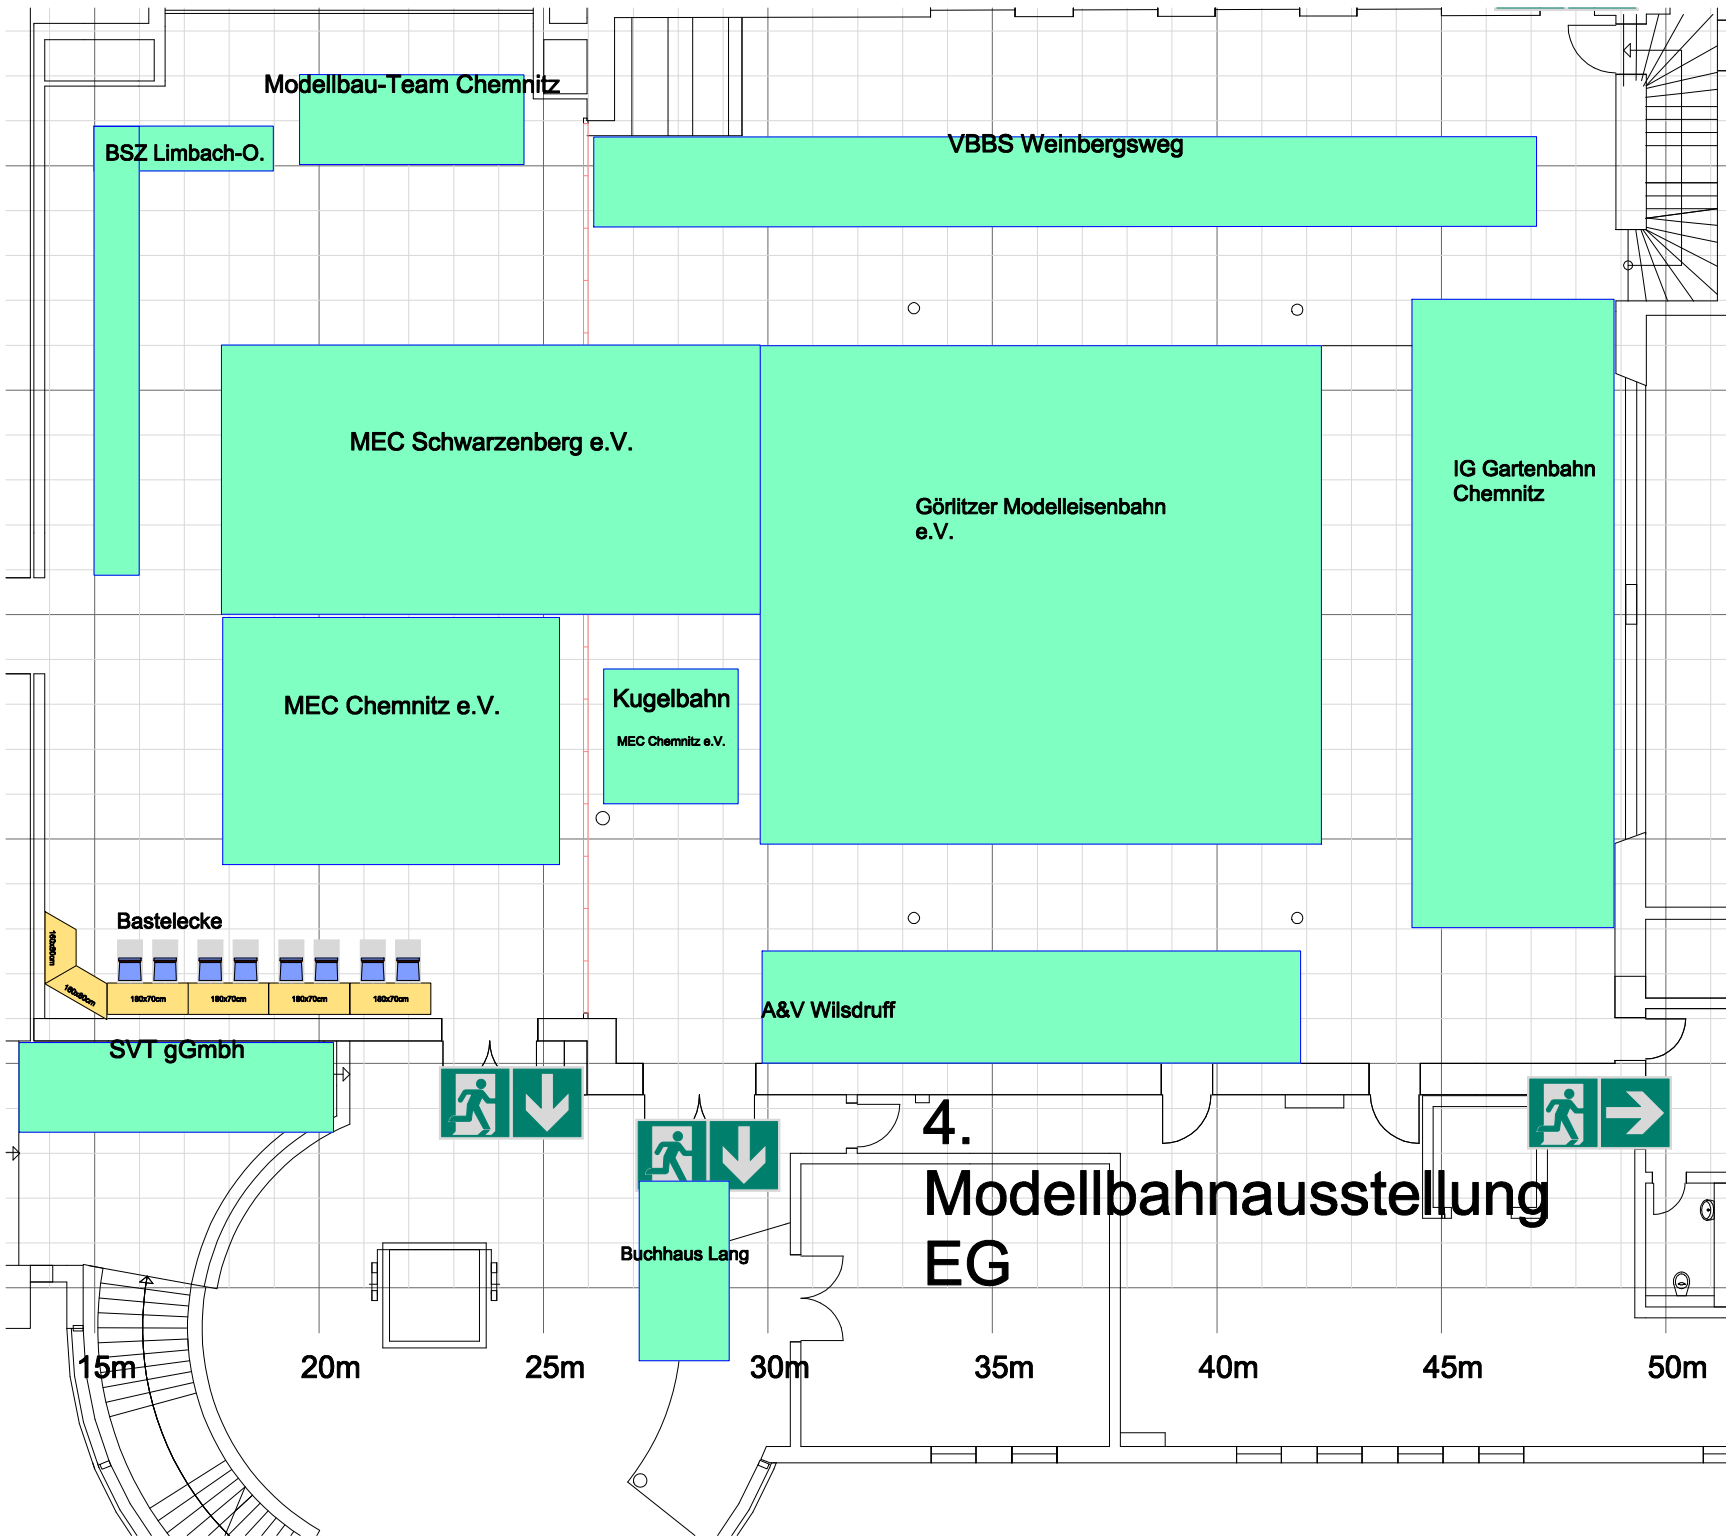 Modellbau-Team Chemnitz
BSZ Limbach-O.
VBBS Weinbergsweg
MEC Schwarzenberg e.V.
Görlitzer Modelleisenbahn
e.V.
IG Gartenbahn
Chemnitz
MEC Chemnitz e.V.
Kugelbahn
MEC Chemnitz e.V.
Bastelecke
160x80cm
160x80cm
180x70cm
180x70cm
180x70cm
180x70cm
A&V Wilsdruff
SVT gGmbh
4.
Modellbahnausstellung
EG
Buchhaus Lang
15m
20m
25m
30m
35m
40m
45m
50m